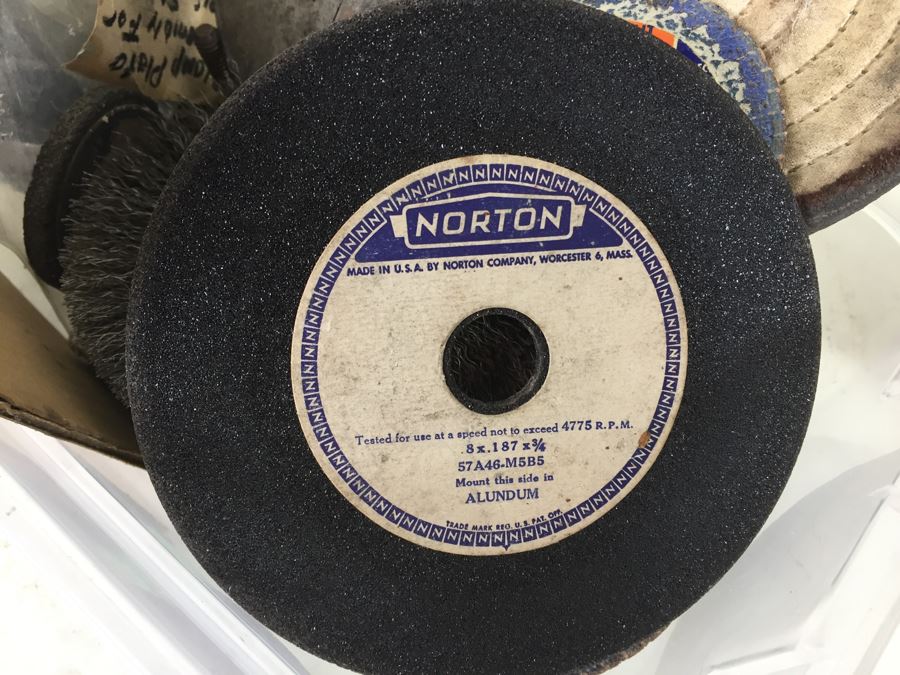 NORTON
MADE IN U.S.A. BY NORTON COMPANY, WORCESTER 6, MASS.
Tested for use at a speed not to exceed 4775 R.P.M.
8 x .187 x 3/4
57A46-M5B5
Mount this side in
ALUNDUM
TRADE MARK REG. U.S. PAT. OFF.